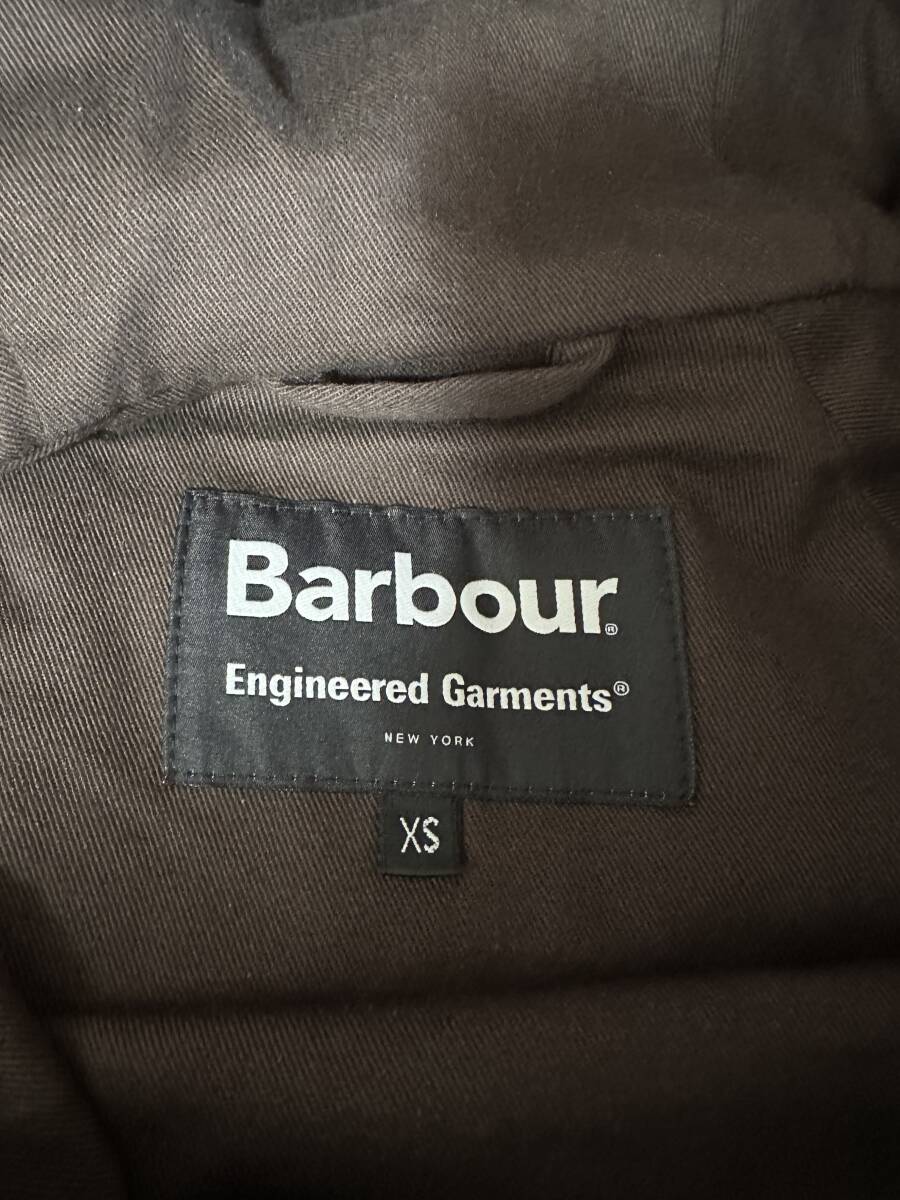 Barbour®
Engineered Garments®
NEW YORK
XS